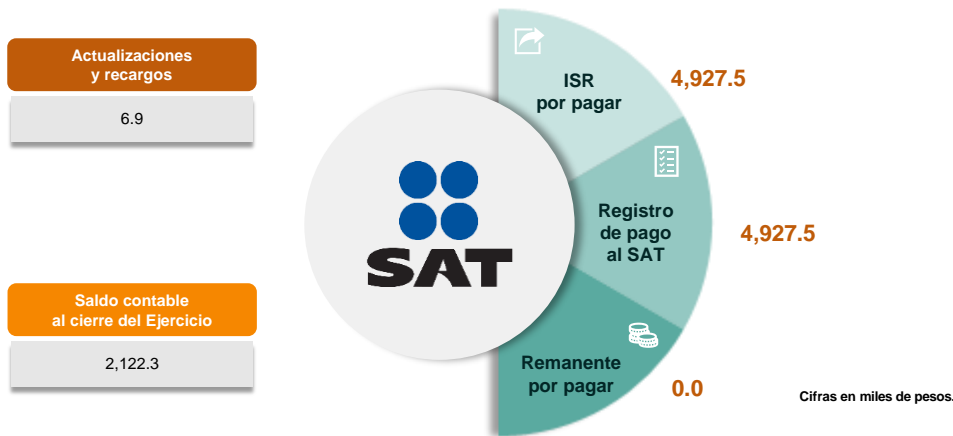 Actualizaciones
y recargos
6.9
Saldo contable
al cierre del Ejercicio
2,122.3
SAT
ISR
por pagar
4,927.5
Registro
de pago
al SAT
4,927.5
Remanente
por pagar
0.0
Cifras en miles de pesos.